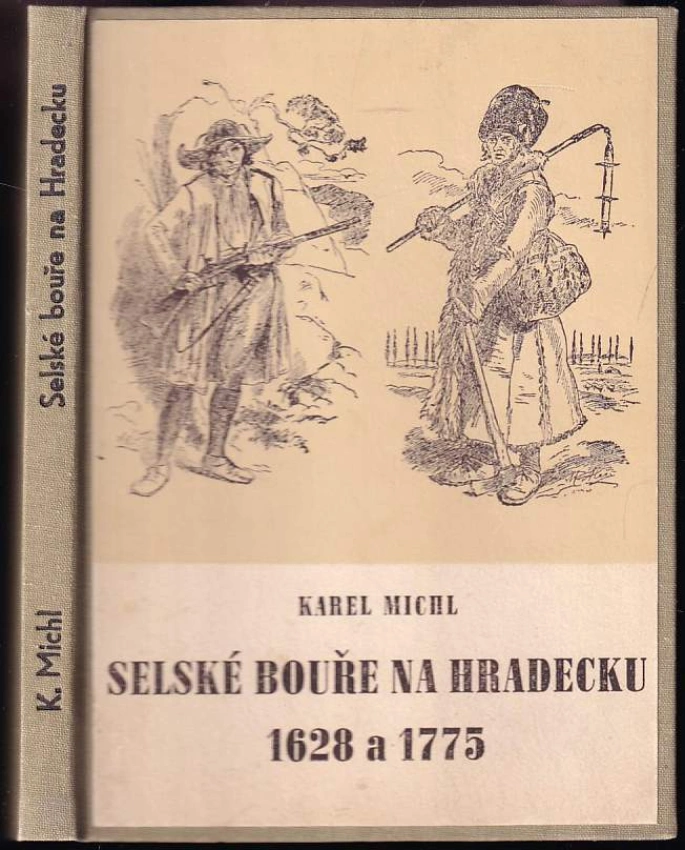 K. Michl Selské bouře na Hradecku
KAREL MICHL
SELSKÉ BOUŘE NA HRADECKU
1628 a 1775